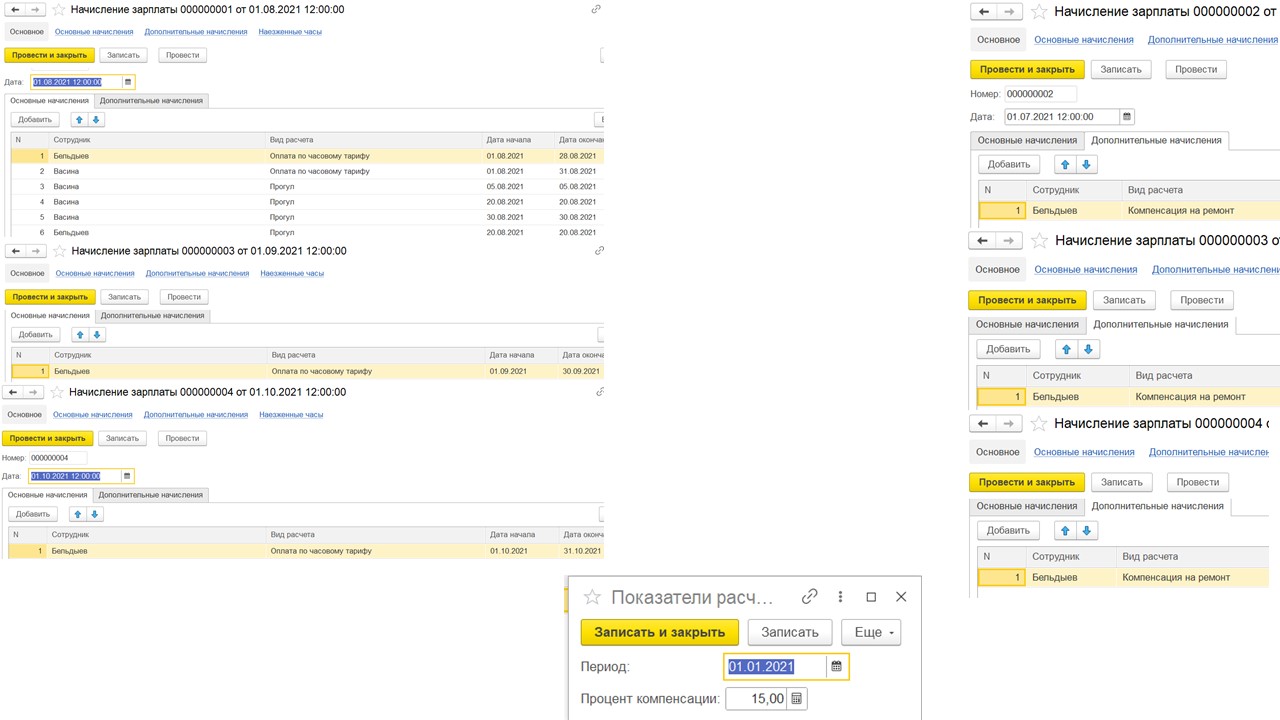 Начисление зарплаты 000000001 от 01.08.2021 12:00:00
Основное Основные начисления Дополнительные начисления Наезженные часы
Провести и закрыть Записать Провести
Дата: 01.08.2021 12:00:00
Основные начисления Дополнительные начисления
Добавить
N Сотрудник Вид расчета Дата начала Дата оконча
1 Бельдыев Оплата по часовому тарифу 01.08.2021 28.08.2021
2 Васина Оплата по часовому тарифу 01.08.2021 31.08.2021
3 Васина Прогул 05.08.2021 05.08.2021
4 Васина Прогул 20.08.2021 20.08.2021
5 Васина Прогул 30.08.2021 30.08.2021
6 Бельдыев Прогул 20.08.2021 20.08.2021
Начисление зарплаты 000000003 от 01.09.2021 12:00:00
Основное Основные начисления Дополнительные начисления Наезженные часы
Провести и закрыть Записать Провести
Основные начисления Дополнительные начисления
Добавить
N Сотрудник Вид расчета Дата начала Дата оконч
1 Бельдыев Оплата по часовому тарифу 01.09.2021 30.09.2021
Начисление зарплаты 000000004 от 01.10.2021 12:00:00
Основное Основные начисления Дополнительные начисления Наезженные часы
Провести и закрыть Записать Провести
Номер: 000000004
Дата: 01.10.2021 12:00:00
Основные начисления Дополнительные начисления
Добавить
N Сотрудник Вид расчета Дата начала Дата оконч
1 Бельдыев Оплата по часовому тарифу 01.10.2021 31.10.2021
Начисление зарплаты 000000002 от
Основное Основные начисления Дополнительные начисления
Провести и закрыть Записать Провести
Номер: 000000002
Дата: 01.07.2021 12:00:00
Основные начисления Дополнительные начисления
Добавить
N Сотрудник Вид расчета
1 Бельдыев Компенсация на ремонт
Начисление зарплаты 000000003 от
Основное Основные начисления Дополнительные начислени
Провести и закрыть Записать Провести
Основные начисления Дополнительные начисления
Добавить
N Сотрудник Вид расчета
1 Бельдыев Компенсация на ремонт
Начисление зарплаты 000000004 о
Основное Основные начисления Дополнительные начислен
Провести и закрыть Записать Провести
Основные начисления Дополнительные начисления
Добавить
N Сотрудник Вид расчета
1 Бельдыев Компенсация на ремонт
Показатели расч...
Записать и закрыть Записать Еще
Период: 01.01.2021
Процент компенсации: 15,00